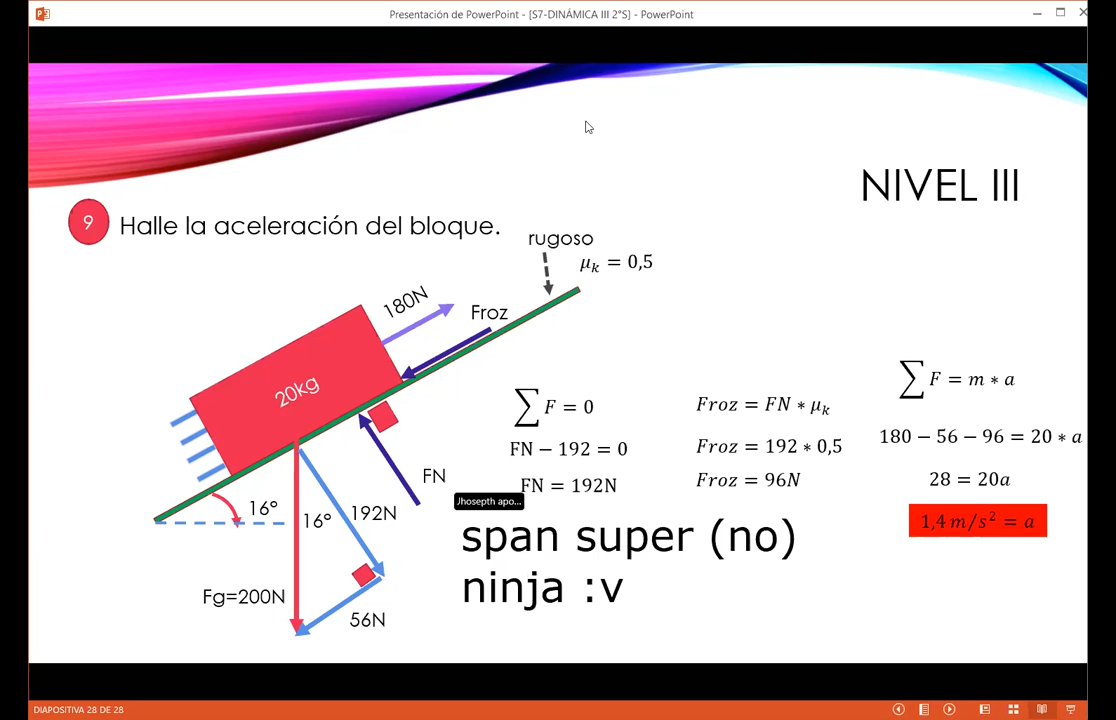 Presentación de PowerPoint - [S7-DINÁMICA III 2°S] - PowerPoint
NIVEL III
9 Halle la aceleración del bloque.
rugoso
μₖ = 0,5
180N
Froz
20kg
16°
16°
192N
FN
Fg=200N
56N
∑ F = 0
FN − 192 = 0
FN = 192N
Froz = FN ∗ μₖ
Froz = 192 ∗ 0,5
Froz = 96N
∑ F = m ∗ a
180 − 56 − 96 = 20 ∗ a
28 = 20a
1,4 m/s² = a
Jhosepth apo...
span super (no)
ninja :v
DIAPOSITIVA 28 DE 28